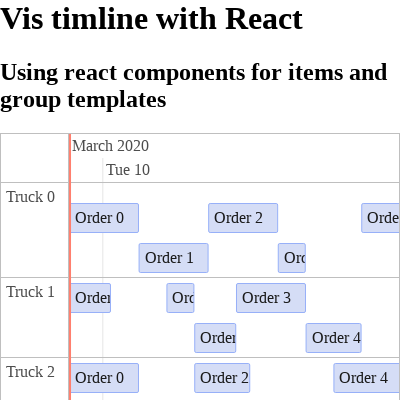 Vis timline with React
Using react components for items and
group templates
March 2020
Tue 10
Truck 0
Order 0
Order 2
Orde
Order 1
Orc
Truck 1
Order
Orc
Order 3
Order
Order 4
Truck 2
Order 0
Order 2
Order 4